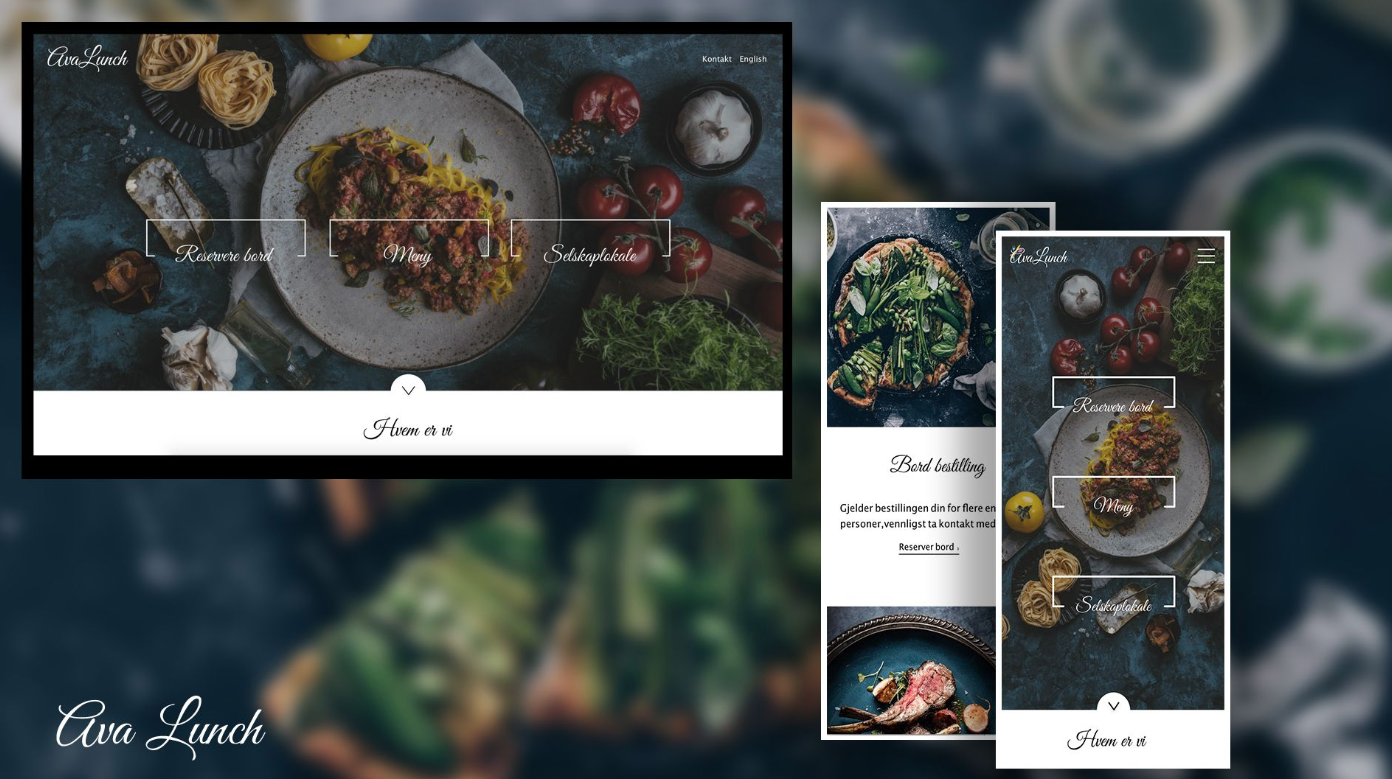 AvaLunch
Kontakt English
Reservere bord
Meny
Selskaplokale
Hvem er vi
Bord bestilling
Gjelder bestillingen din for flere en
personer,vennligst ta kontakt med
Reserver bord ›
AvaLunch
Reservere bord
Meny
Selskaplokale
Hvem er vi
Ava Lunch